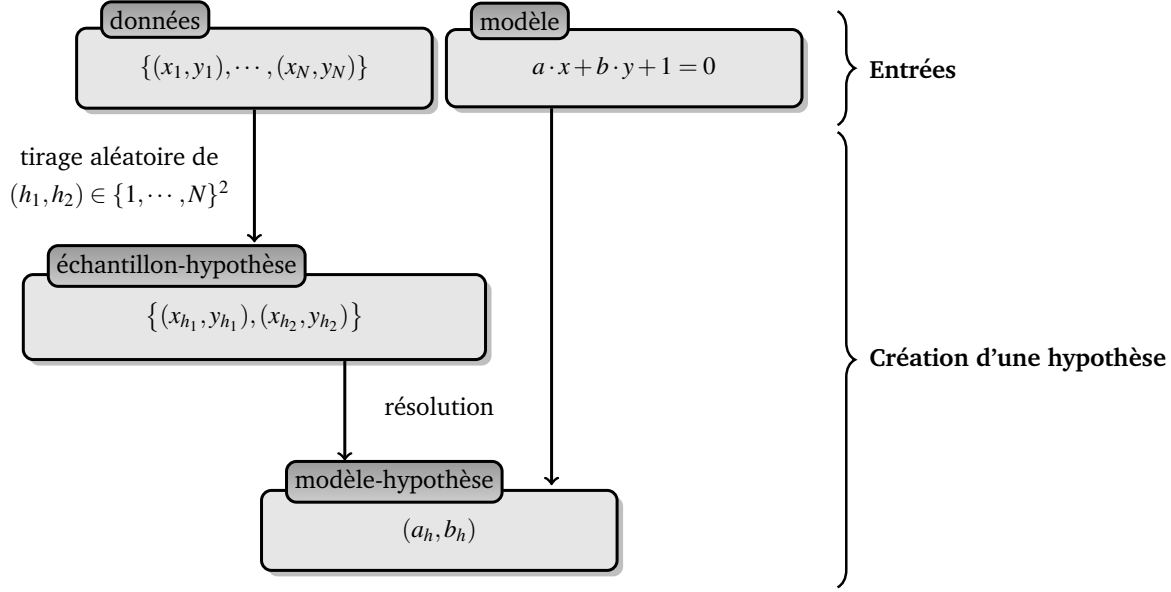 données
{(x₁,y₁),⋯,(x_N,y_N)}
modèle
a·x+b·y+1=0
Entrées
tirage aléatoire de
(h₁,h₂) ∈ {1,⋯,N}²
échantillon-hypothèse
{(x_{h₁},y_{h₁}),(x_{h₂},y_{h₂})}
Création d'une hypothèse
résolution
modèle-hypothèse
(a_h,b_h)